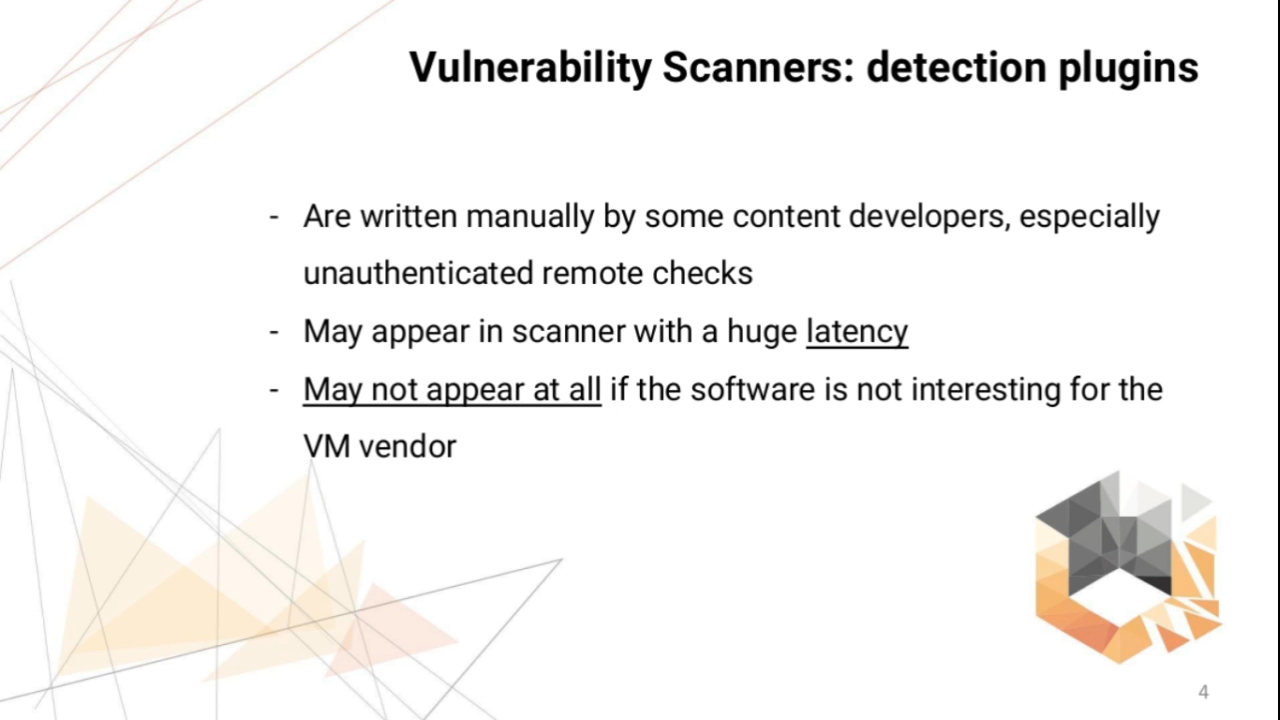 Vulnerability Scanners: detection plugins
- Are written manually by some content developers, especially
unauthenticated remote checks
- May appear in scanner with a huge latency
- May not appear at all if the software is not interesting for the
VM vendor
4